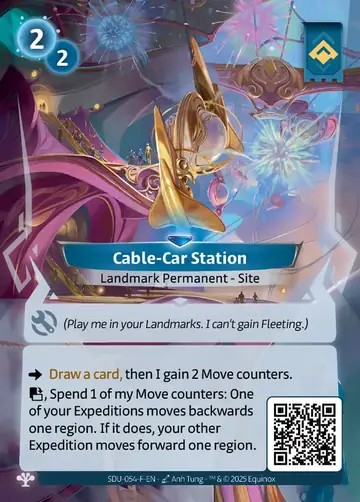 2
2
Cable-Car Station
Landmark Permanent - Site
(Play me in your Landmarks. I can't gain Fleeting.)
Draw a card, then I gain 2 Move counters.
, Spend 1 of my Move counters: One
of your Expeditions moves backwards
one region. If it does, your other
Expedition moves forward one region.
SDU-054-F-EN - Anh Tung - ™ & © 2025 Equinox